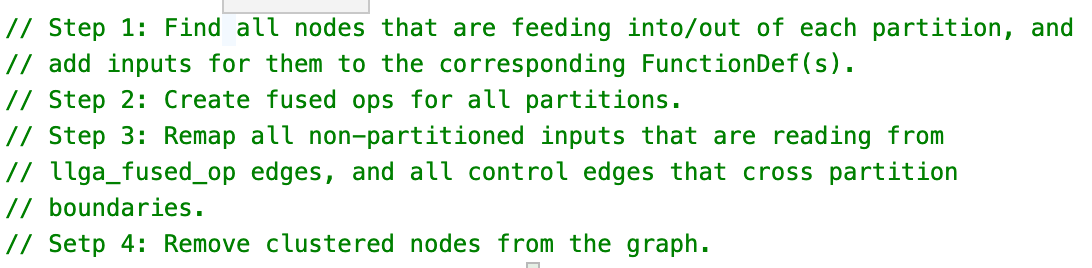 // Step 1: Find all nodes that are feeding into/out of each partition, and
// add inputs for them to the corresponding FunctionDef(s).
// Step 2: Create fused ops for all partitions.
// Step 3: Remap all non-partitioned inputs that are reading from
// llga_fused_op edges, and all control edges that cross partition
// boundaries.
// Setp 4: Remove clustered nodes from the graph.